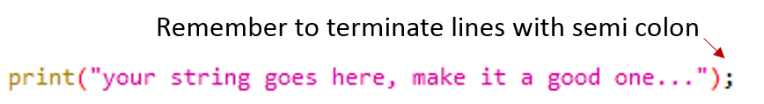 Remember to terminate lines with semi colon
print("your string goes here, make it a good one...");